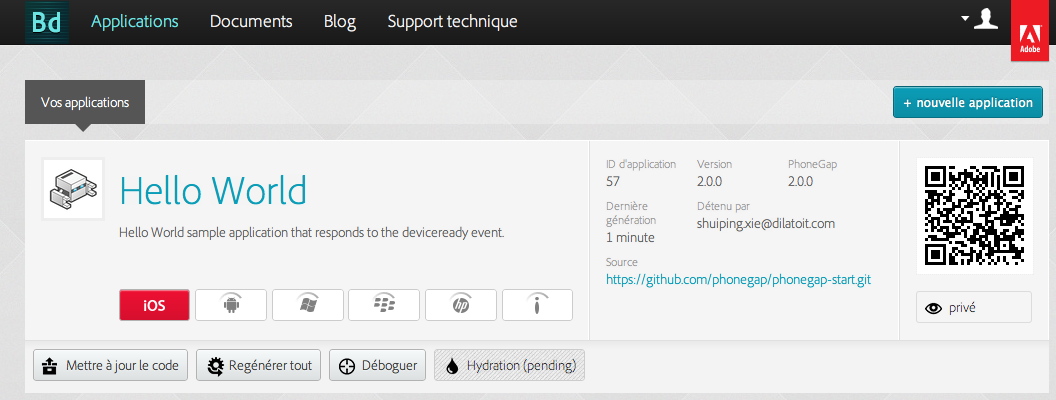 Bd Applications Documents Blog Support technique
Adobe
Vos applications
+ nouvelle application
Hello World
Hello World sample application that responds to the deviceready event.
iOS
hp
ID d'application Version PhoneGap
57 2.0.0 2.0.0
Dernière génération Détenu par
1 minute shuiping.xie@dilatoit.com
Source
https://github.com/phonegap/phonegap-start.git
privé
Mettre à jour le code Regénérer tout Déboguer Hydration (pending)